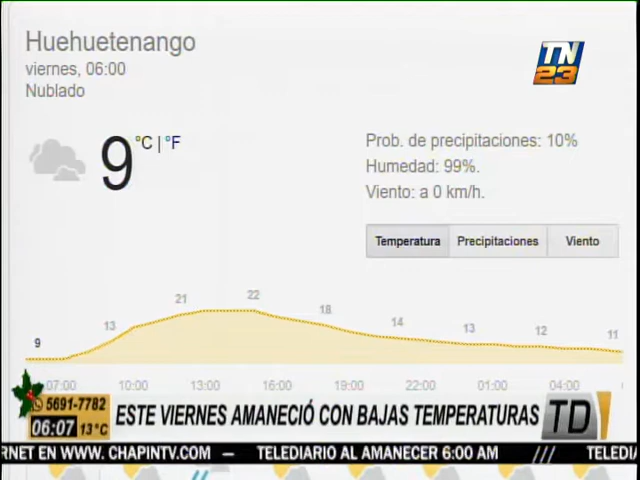 Huehuetenango
viernes, 06:00
Nublado
TN
23
9 °C | °F
Prob. de precipitaciones: 10%
Humedad: 99%.
Viento: a 0 km/h.
Temperatura Precipitaciones Viento
9 13 21 22 18 14 13 12 11
07:00 10:00 13:00 16:00 19:00 22:00 01:00 04:00
5691-7782
06:07 13°C
ESTE VIERNES AMANECIÓ CON BAJAS TEMPERATURAS
TD
RNET EN WWW. CHAPINTV.COM — TELEDIARIO AL AMANECER 6:00 AM /// TELEDI